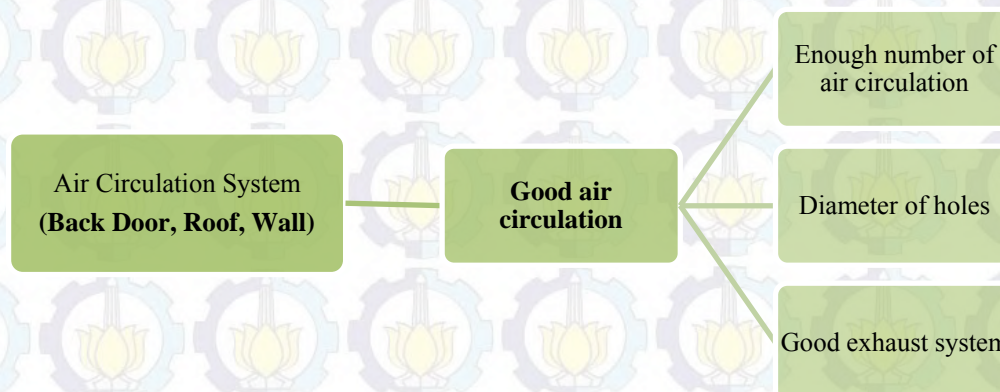 Enough number of
air circulation
Air Circulation System
(Back Door, Roof, Wall)
Good air
circulation
Diameter of holes
Good exhaust system